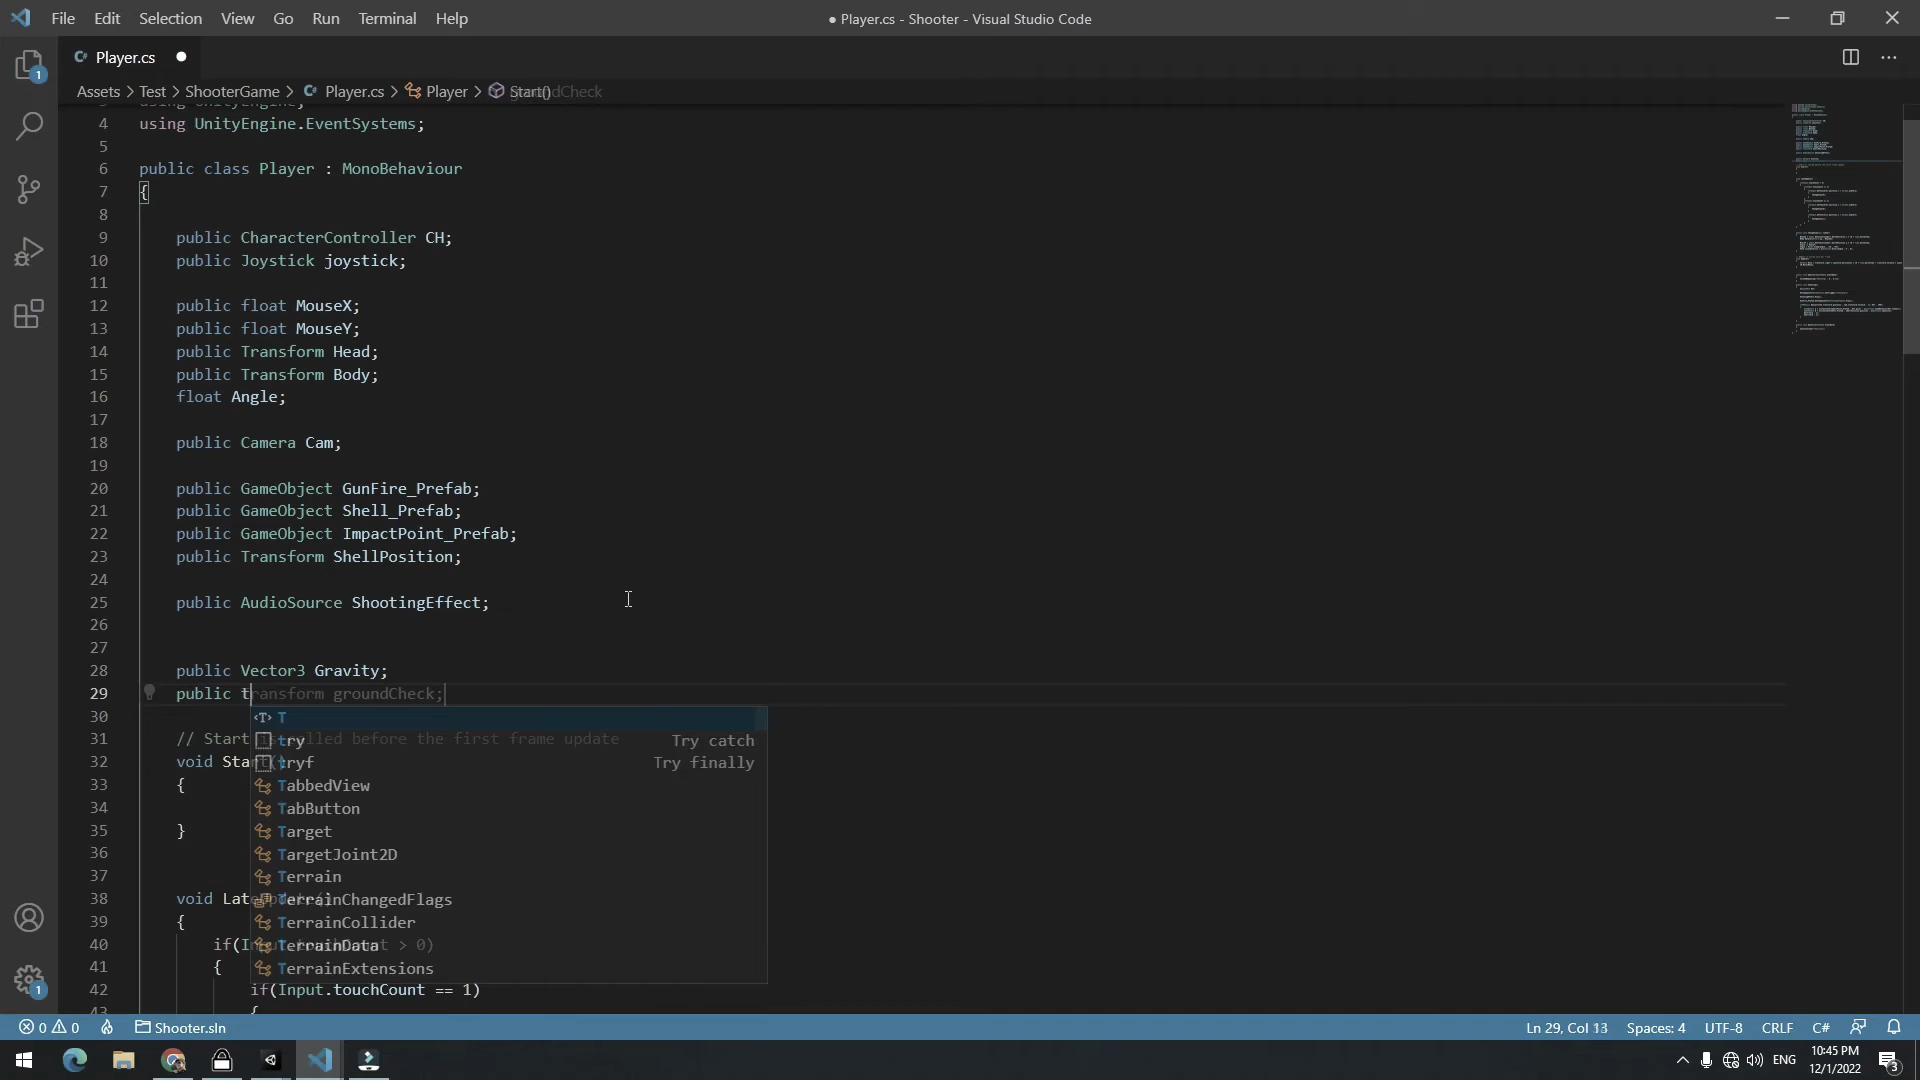 File Edit Selection View Go Run Terminal Help
● Player.cs - Shooter - Visual Studio Code
Player.cs
1
Assets > Test > ShooterGame > Player.cs > Player >
4 using UnityEngine.EventSystems;
5
6 public class Player : MonoBehaviour
7 {
8
9 public CharacterController CH;
10 public Joystick joystick;
11
12 public float MouseX;
13 public float MouseY;
14 public Transform Head;
15 public Transform Body;
16 float Angle;
17
18 public Camera Cam;
19
20 public GameObject GunFire_Prefab;
21 public GameObject Shell_Prefab;
22 public GameObject ImpactPoint_Prefab;
23 public Transform ShellPosition;
24
25 public AudioSource ShootingEffect;
26
27
28 public Vector3 Gravity;
29 public transform groundCheck;
30
T
31 // Start is called before the first frame update
try Try catch
32 void Sta
tryf Try finally
33 {
TabbedView
34
TabButton
35 }
Target
36
TargetJoint2D
37
Terrain
38 void Lat
TerrainChangedFlags
39 {
TerrainCollider
40 if(Input.touchCount > 0)
TerrainData
41 {
TerrainExtensions
42 if(Input.touchCount == 1)
1
0 0 Shooter.sln
Ln 29, Col 13 Spaces: 4 UTF-8 CRLF C#
ENG
10:45 PM
12/1/2022
3